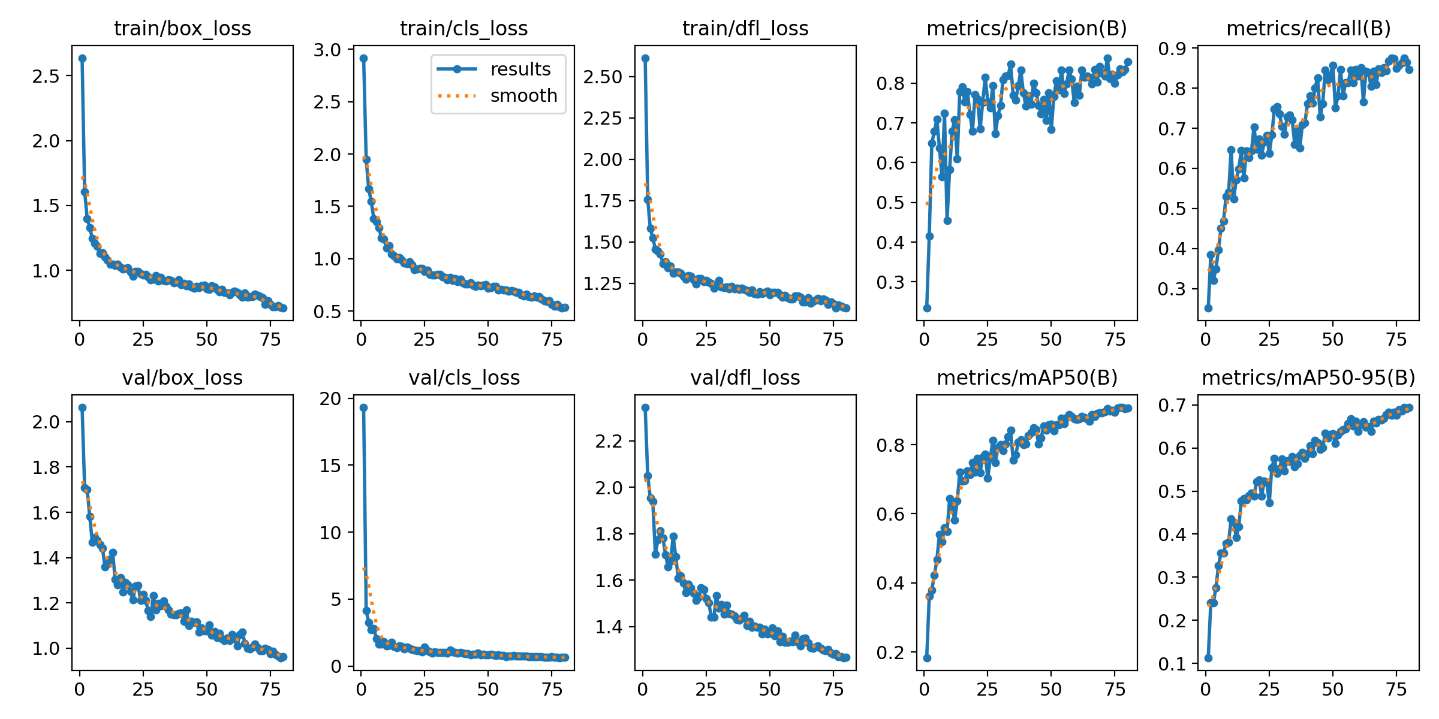 train/box_loss
train/cls_loss
train/dfl_loss
metrics/precision(B)
metrics/recall(B)
2.5
2.0
1.5
1.0
0 25 50 75
3.0
2.5
2.0
1.5
1.0
0.5
results
smooth
0 25 50 75
2.50
2.25
2.00
1.75
1.50
1.25
0 25 50 75
0.8
0.7
0.6
0.5
0.4
0.3
0 25 50 75
0.9
0.8
0.7
0.6
0.5
0.4
0.3
0 25 50 75
val/box_loss
val/cls_loss
val/dfl_loss
metrics/mAP50(B)
metrics/mAP50-95(B)
2.0
1.8
1.6
1.4
1.2
1.0
0 25 50 75
20
15
10
5
0
0 25 50 75
2.2
2.0
1.8
1.6
1.4
0 25 50 75
0.8
0.6
0.4
0.2
0 25 50 75
0.7
0.6
0.5
0.4
0.3
0.2
0.1
0 25 50 75